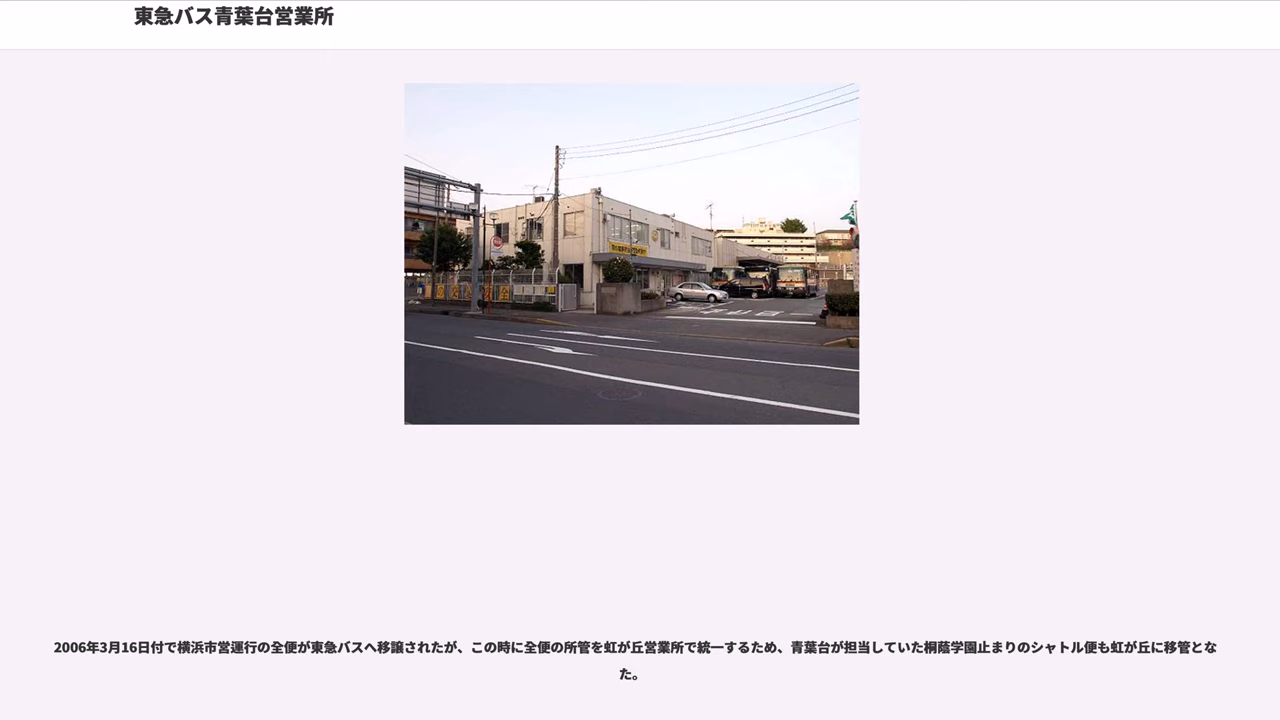 東急バス青葉台営業所
2006年3月16日付で横浜市営運行の全便が東急バスへ移譲されたが、この時に全便の所管を虹が丘営業所で統一するため、青葉台が担当していた桐蔭学園止まりのシャトル便も虹が丘に移管とな
た。